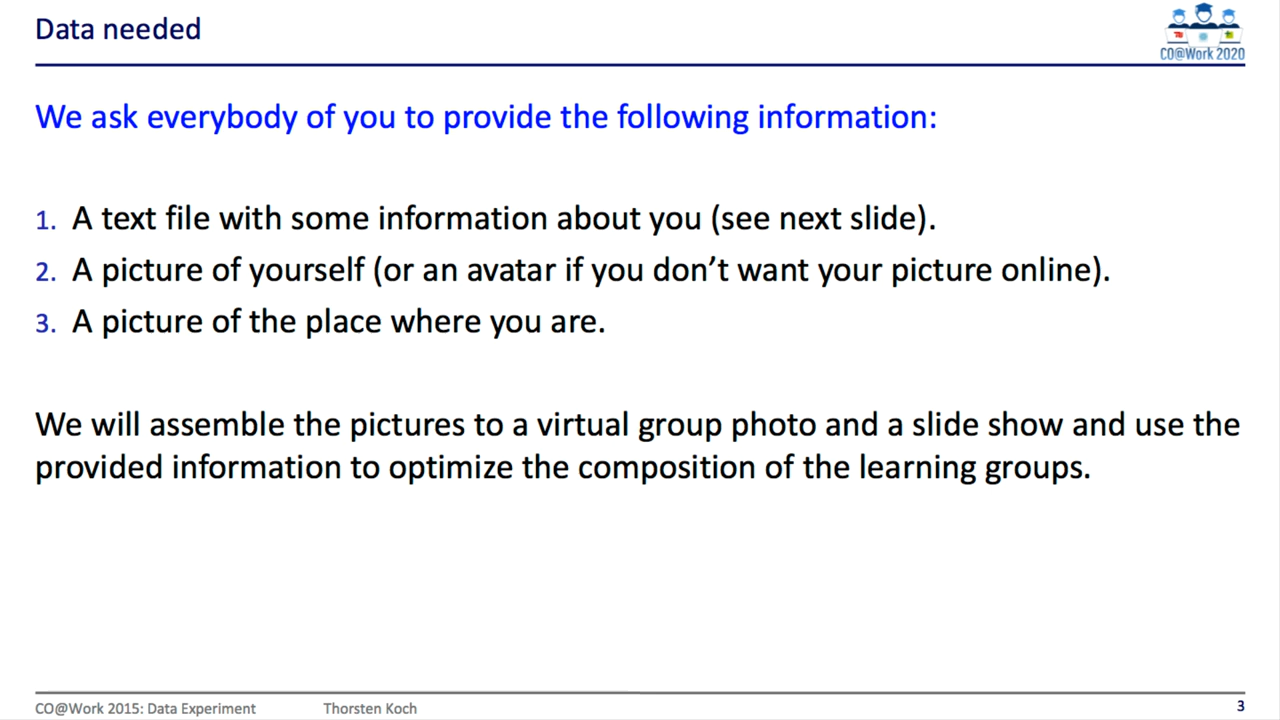 Data needed
CO@Work 2020
We ask everybody of you to provide the following information:
1. A text file with some information about you (see next slide).
2. A picture of yourself (or an avatar if you don’t want your picture online).
3. A picture of the place where you are.
We will assemble the pictures to a virtual group photo and a slide show and use the
provided information to optimize the composition of the learning groups.
CO@Work 2015: Data Experiment
Thorsten Koch
3